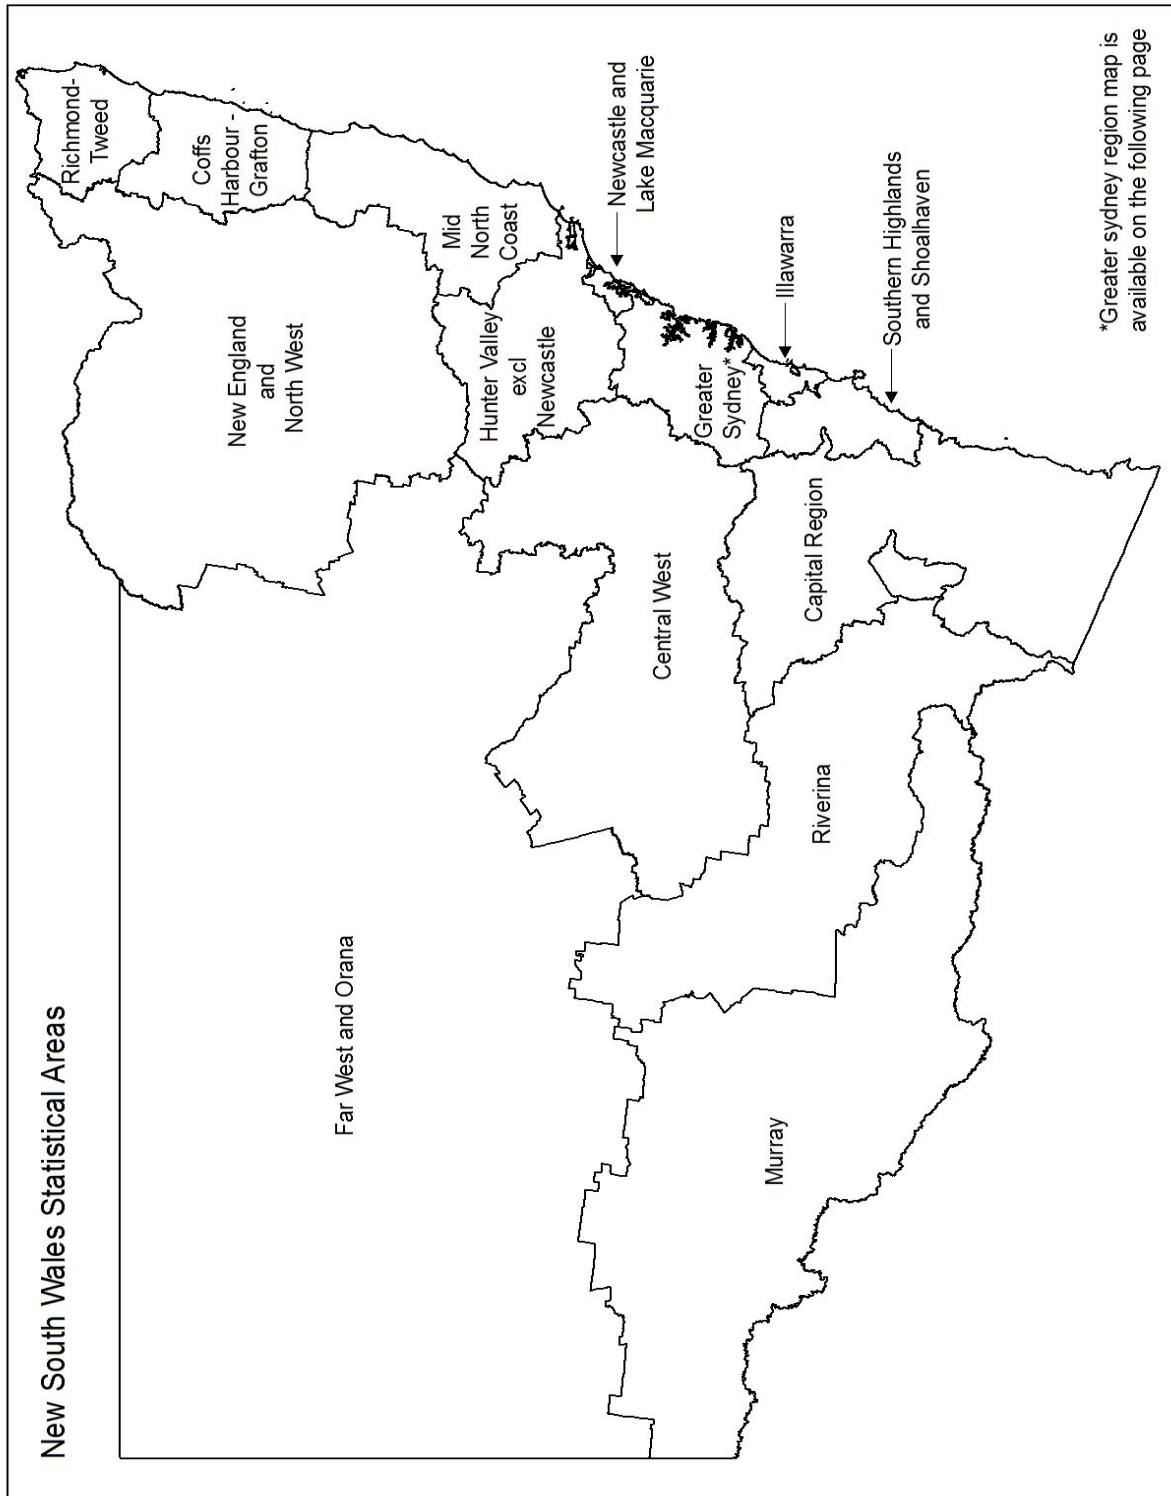 New South Wales Statistical Areas
Richmond-
Tweed
Coffs
Harbour -
Grafton
New England
and
North West
Mid
North
Coast
Hunter Valley
excl
Newcastle
Newcastle and
Lake Macquarie
Far West and Orana
Central West
Greater
Sydney*
Illawarra
Capital Region
Southern Highlands
and Shoalhaven
Riverina
Murray
*Greater sydney region map is
available on the following page